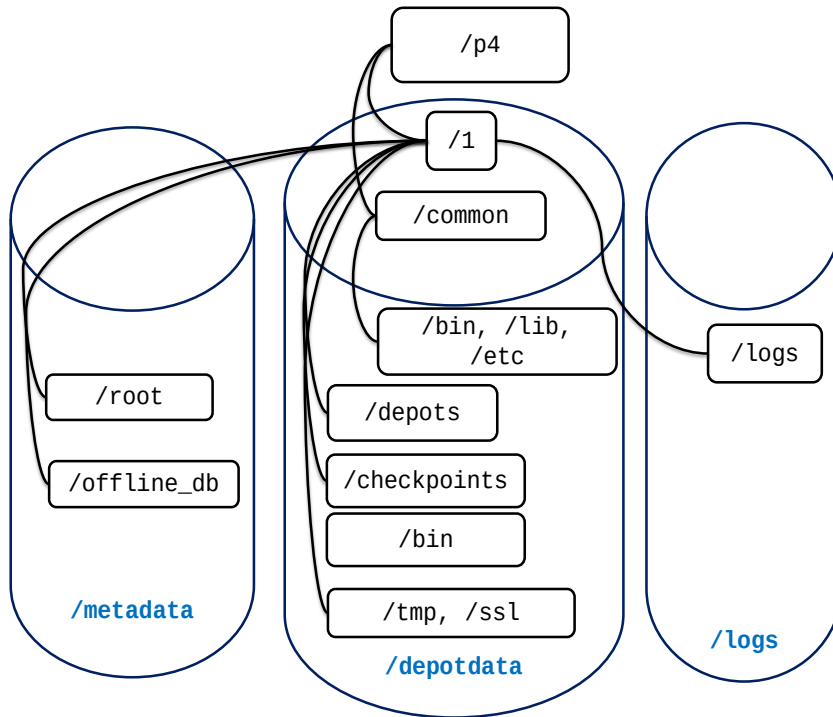 /p4
/1
/common
/bin, /lib,
/etc
/logs
/root
/depots
/offline_db
/checkpoints
/bin
/tmp, /ssl
/metadata
/depotdata
/logs